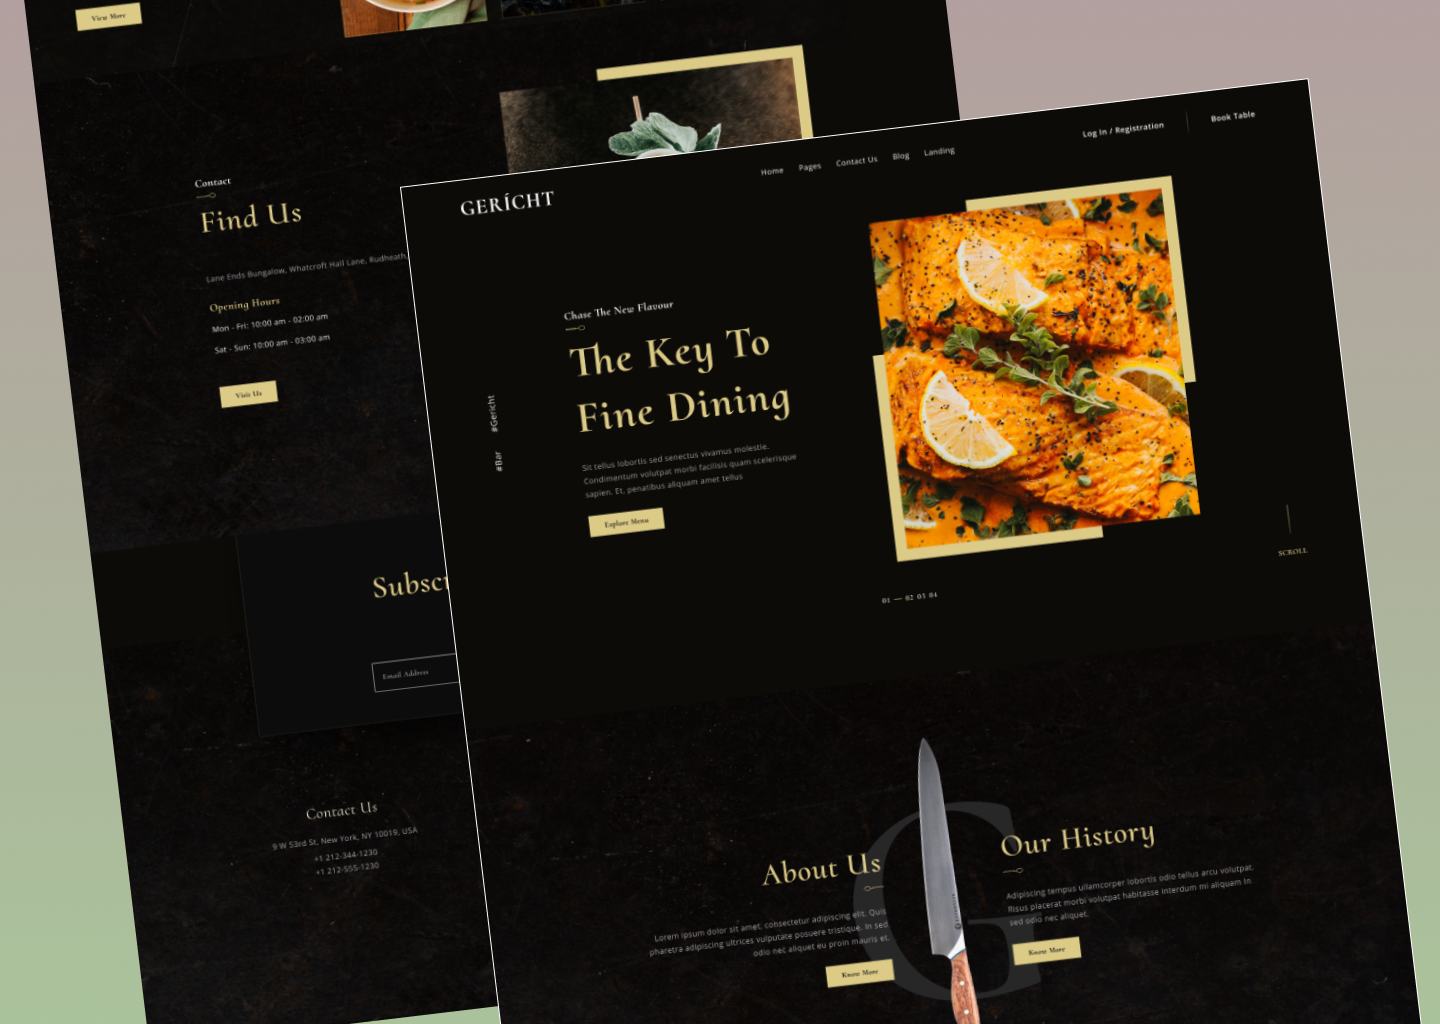 View More
Contact
Find Us
Lane Ends Bungalow, Whatcroft Hall Lane, Rudheath,
Opening Hours
Mon - Fri: 10:00 am - 02:00 am
Sat - Sun: 10:00 am - 03:00 am
Visit Us
Email Address
Contact Us
9 W 53rd St, New York, NY 10019, USA
+1 212-344-1230
+1 212-555-1230
GERÍCHT
Home Pages Contact Us Blog Landing
Log In / Registration Book Table
Chase The New Flavour
The Key To
Fine Dining
Sit tellus lobortis sed senectus vivamus molestie.
Condimentum volutpat morbi facilisis quam scelerisque
sapien. Et, penatibus aliquam amet tellus
Explore Menu
#Gericht
#Bar
SCROLL
01 — 02 03 04
About Us
Lorem ipsum dolor sit amet, consectetur adipiscing elit. Quis
pharetra adipiscing ultrices vulputate posuere tristique. In sed
odio nec aliquet eu proin mauris et.
Know More
G
Our History
Adipiscing tempus ullamcorper lobortis odio tellus arcu volutpat.
Risus placerat morbi volutpat habitasse interdum mi aliquam In
sed odio nec aliquet.
Know More